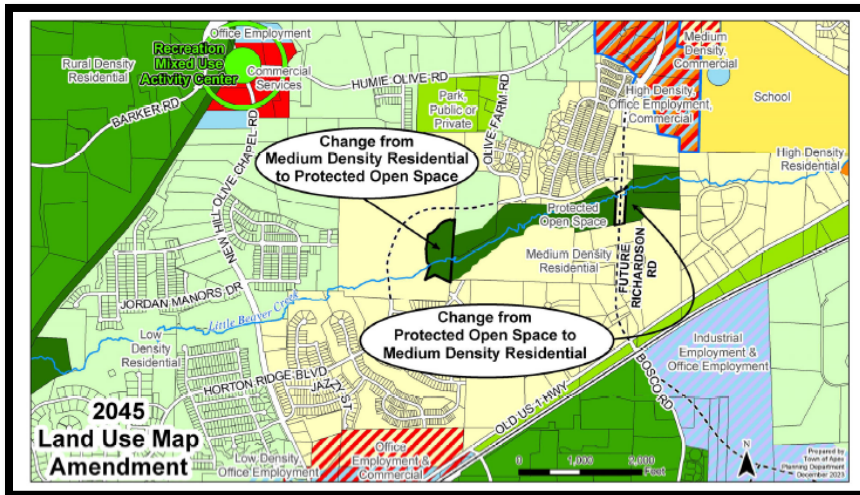 Office Employment
Rural Density
Residential
Recreation
Mixed Use
Activity Center
Commercial
Services
BARKER RD
HUMIE OLIVE RD
Park,
Public or
Private
OLIVE FARM RD
Medium
Density,
Commercial
High Density,
Office Employment,
Commercial
School
High Density
Residential
NEW HILL OLIVE CHAPEL RD
Change from
Medium Density Residential
to Protected Open Space
Protected
Open Space
Medium Density
Residential
FUTURE
RICHARDSON
RD
JORDAN MANORS DR
Little Beaver Creek
Low
Density
Residential
Change from
Protected Open Space to
Medium Density Residential
Industrial
Employment &
Office Employment
HORTON RIDGE BLVD
JAZZY ST
BOSCO RD
OLD US 1 HWY
2045
Land Use Map
Amendment
Low Density,
Office Employment
Office
Employment &
Commercial
0 1,000 2,000
Feet
N
Prepared by
Town of Apex
Planning Department
December 2023